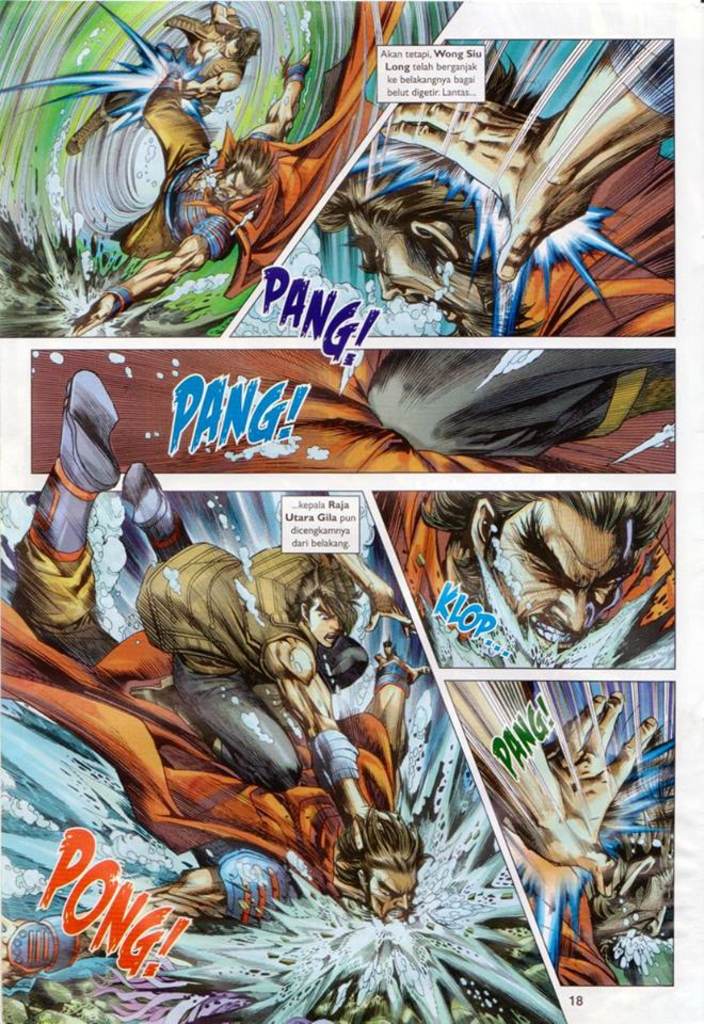 Akan tetapi, Wong Siu
Long telah berganjak
ke belakangnya bagai
belut digetir. Lantas...
PANG!
PANG!
...kepala Raja
Utara Gila pun
dicengkamnya
dari belakang.
KLOP...
PANG!
PONG!
18